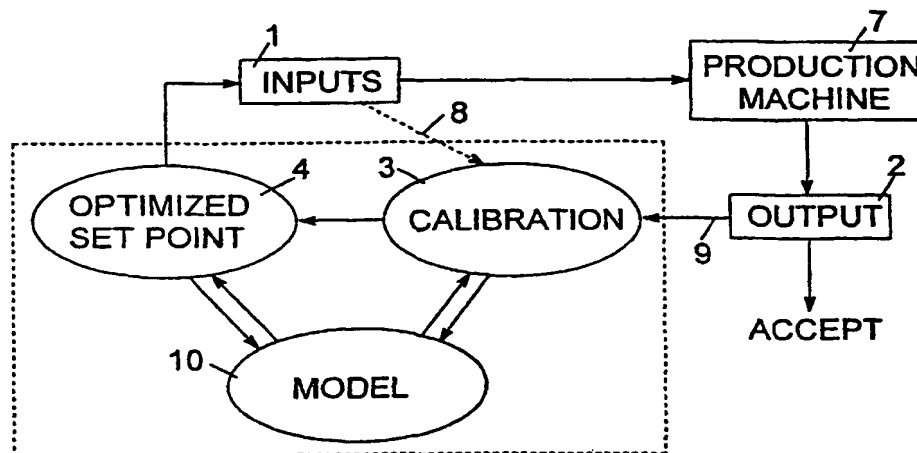 1
INPUTS
7
PRODUCTION
MACHINE
8
4
OPTIMIZED
SET POINT
3
CALIBRATION
2
OUTPUT
9
ACCEPT
10
MODEL